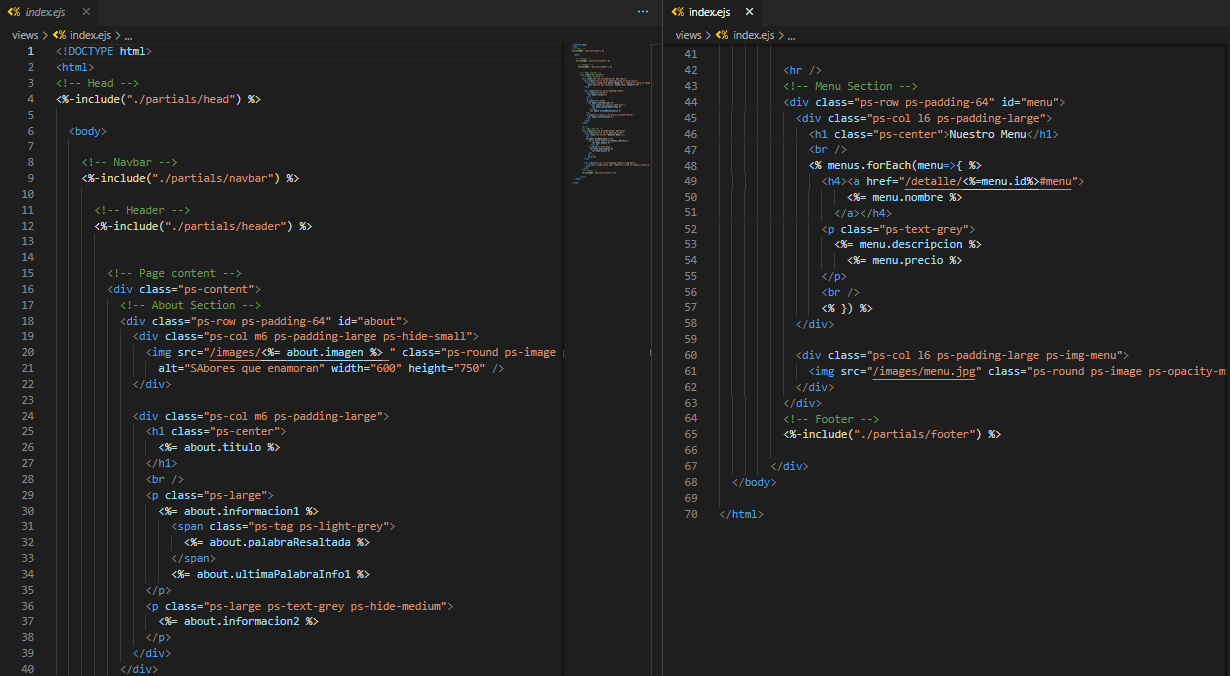 index.ejs
views > index.ejs > ...
1 <!DOCTYPE html>
2 <html>
3 <!-- Head -->
4 <%-include("./partials/head") %>
5
6 <body>
7
8 <!-- Navbar -->
9 <%-include("./partials/navbar") %>
10
11 <!-- Header -->
12 <%-include("./partials/header") %>
13
14
15 <!-- Page content -->
16 <div class="ps-content">
17 <!-- About Section -->
18 <div class="ps-row ps-padding-64" id="about">
19 <div class="ps-col m6 ps-padding-large ps-hide-small">
20 <img src="/images/<%= about.imagen %> " class="ps-round ps-image
21 alt="SAbores que enamoran" width="600" height="750" />
22 </div>
23
24 <div class="ps-col m6 ps-padding-large">
25 <h1 class="ps-center">
26 <%= about.titulo %>
27 </h1>
28 <br />
29 <p class="ps-large">
30 <%= about.informacion1 %>
31 <span class="ps-tag ps-light-grey">
32 <%= about.palabraResaltada %>
33 </span>
34 <%= about.ultimaPalabraInfo1 %>
35 </p>
36 <p class="ps-large ps-text-grey ps-hide-medium">
37 <%= about.informacion2 %>
38 </p>
39 </div>
40 </div>
index.ejs
views > index.ejs > ...
41
42 <hr />
43 <!-- Menu Section -->
44 <div class="ps-row ps-padding-64" id="menu">
45 <div class="ps-col l6 ps-padding-large">
46 <h1 class="ps-center">Nuestro Menu</h1>
47 <br />
48 <% menus.forEach(menu=>{ %>
49 <h4><a href="/detalle/<%=menu.id%>#menu">
50 <%= menu.nombre %>
51 </a></h4>
52 <p class="ps-text-grey">
53 <%= menu.descripcion %>
54 <%= menu.precio %>
55 </p>
56 <br />
57 <% }) %>
58 </div>
59
60 <div class="ps-col l6 ps-padding-large ps-img-menu">
61 <img src="/images/menu.jpg" class="ps-round ps-image ps-opacity-m
62 </div>
63 </div>
64 <!-- Footer -->
65 <%-include("./partials/footer") %>
66
67 </div>
68 </body>
69
70 </html>